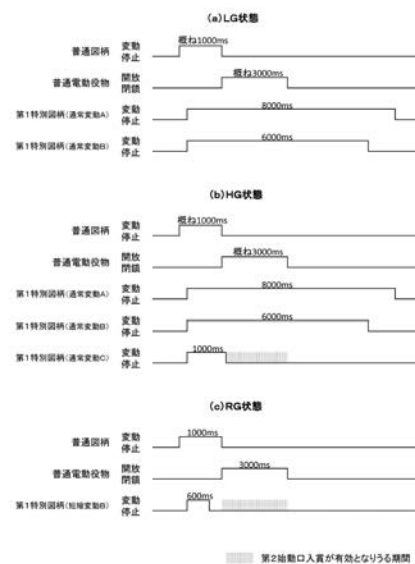 (a)LG状態
普通図柄 変動 停止 概ね1000ms
普通電動役物 開放 閉鎖 概ね3000ms
第1特別図柄(通常変動A) 変動 停止 8000ms
第1特別図柄(通常変動B) 変動 停止 6000ms
(b)HG状態
普通図柄 変動 停止 概ね1000ms
普通電動役物 開放 閉鎖 概ね3000ms
第1特別図柄(通常変動A) 変動 停止 8000ms
第1特別図柄(通常変動B) 変動 停止 6000ms
第1特別図柄(通常変動C) 変動 停止 1000ms
(c)RG状態
普通図柄 変動 停止 1000ms
普通電動役物 開放 閉鎖 3000ms
第1特別図柄(短縮変動B) 変動 停止 600ms
第2始動口入賞が有効となりうる期間